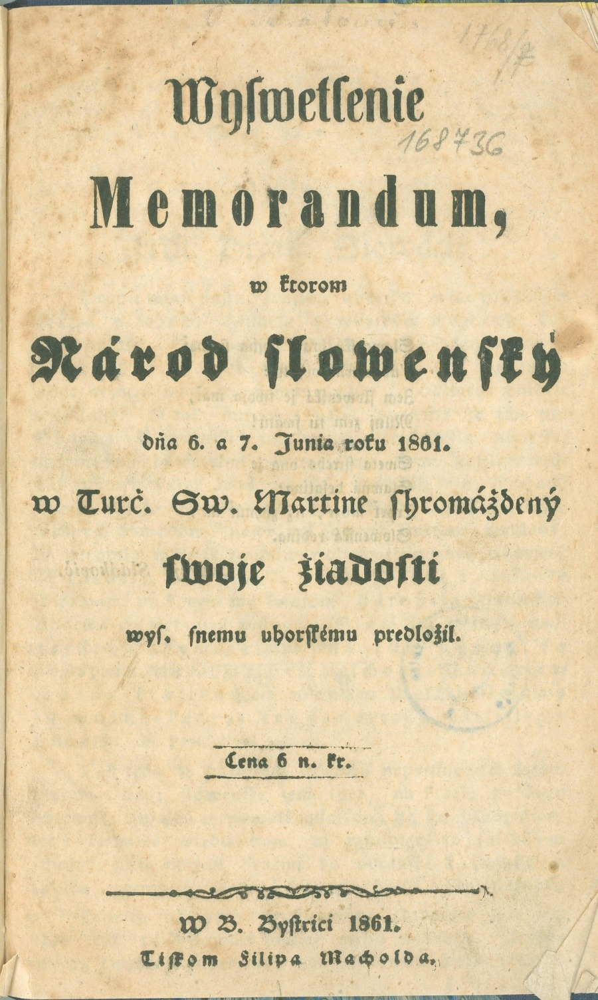 1768/7
Wyſwetlenie
168736
Memorandum,
w ktorom
Národ ſlowenſký
dňa 6. a 7. Junia roku 1861.
w Turč. Sw. Martine ſhromáždený
ſwoje žiadoſti
wyſ. ſnemu uhorſkému predložil.
Cena 6 n. kr.
W B. Byſtrici 1861.
Tiſkom Filipa Macholda.